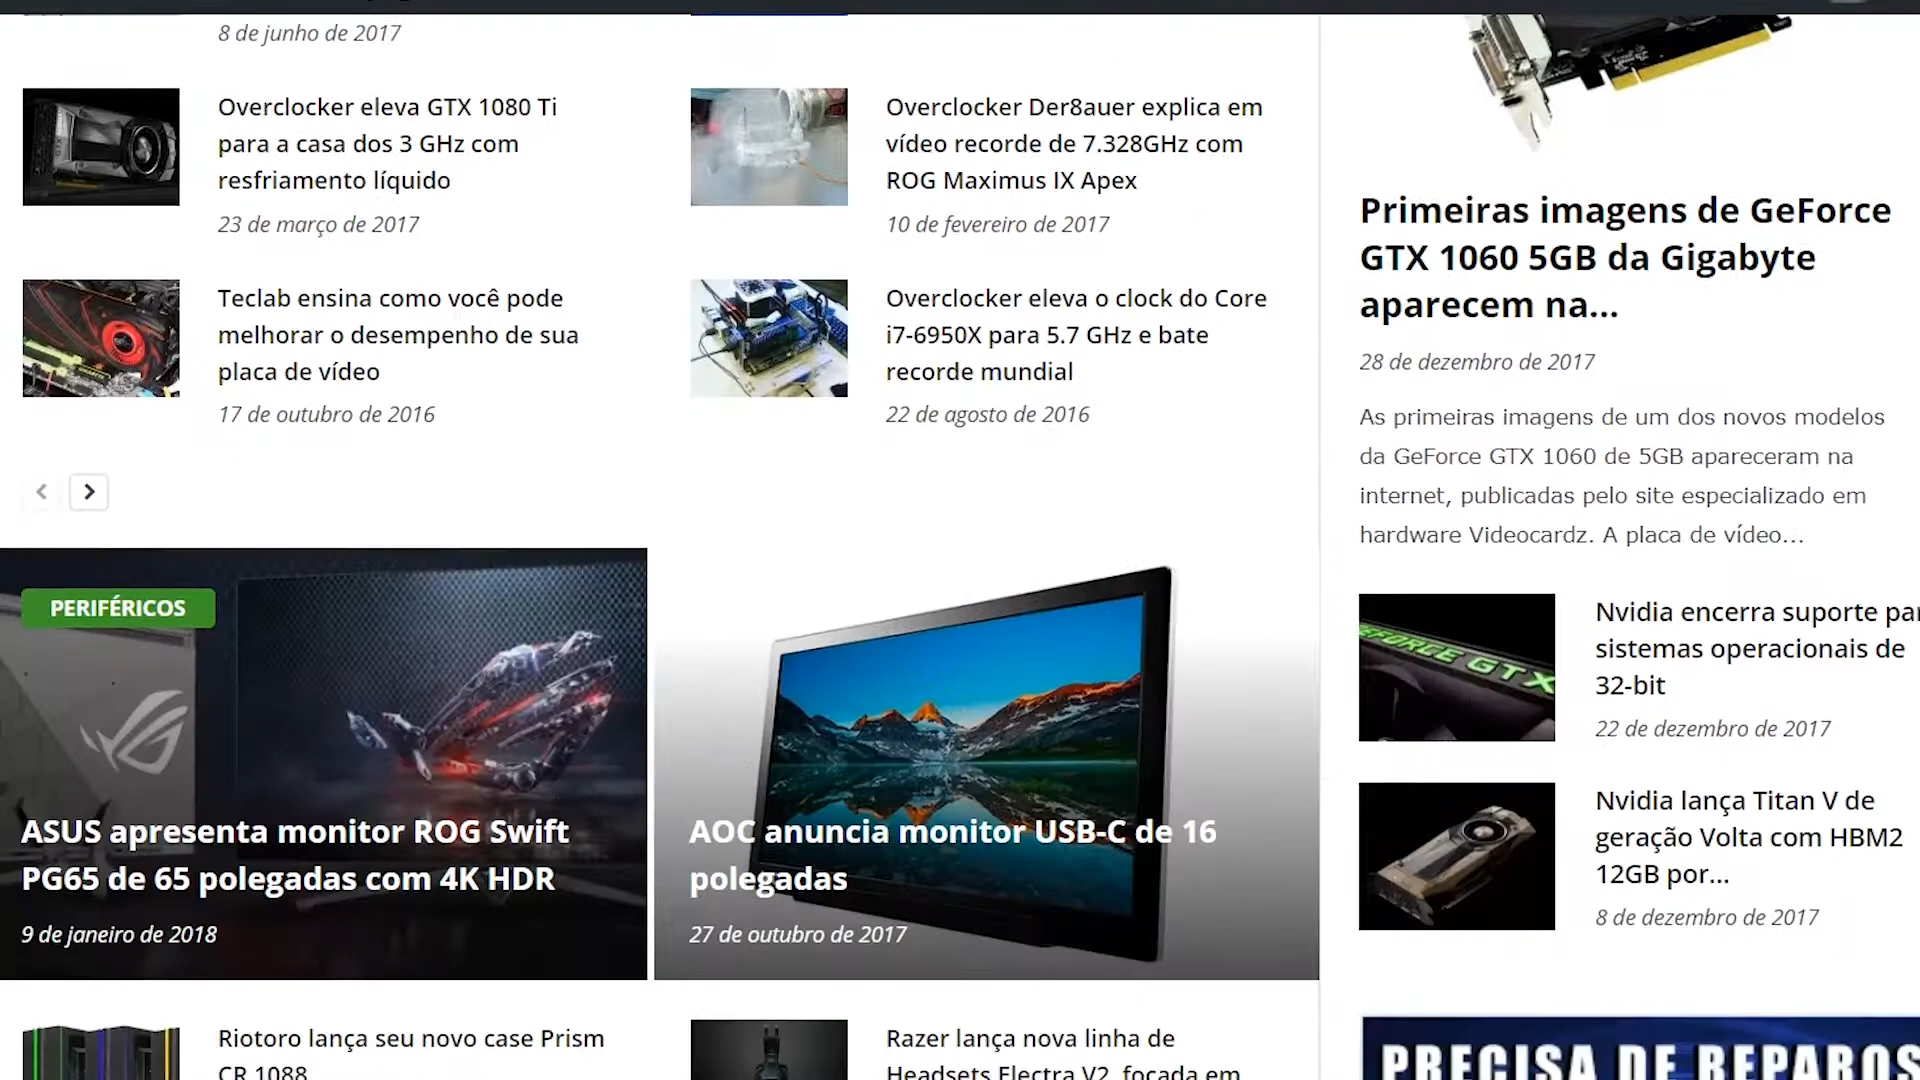 8 de junho de 2017
Overclocker eleva GTX 1080 Ti
para a casa dos 3 GHz com
resfriamento líquido
23 de março de 2017
Overclocker Der8auer explica em
vídeo recorde de 7.328GHz com
ROG Maximus IX Apex
10 de fevereiro de 2017
Teclab ensina como você pode
melhorar o desempenho de sua
placa de vídeo
17 de outubro de 2016
Overclocker eleva o clock do Core
i7-6950X para 5.7 GHz e bate
recorde mundial
22 de agosto de 2016
PERIFÉRICOS
ASUS apresenta monitor ROG Swift
PG65 de 65 polegadas com 4K HDR
9 de janeiro de 2018
AOC anuncia monitor USB-C de 16
polegadas
27 de outubro de 2017
Riotoro lança seu novo case Prism
CR 1088
Razer lança nova linha de
Headsets Electra V2, focada em
Primeiras imagens de GeForce
GTX 1060 5GB da Gigabyte
aparecem na...
28 de dezembro de 2017
As primeiras imagens de um dos novos modelos
da GeForce GTX 1060 de 5GB apareceram na
internet, publicadas pelo site especializado em
hardware Videocardz. A placa de vídeo...
EFORCE GTX
Nvidia encerra suporte par
sistemas operacionais de
32-bit
22 de dezembro de 2017
Nvidia lança Titan V de
geração Volta com HBM2
12GB por...
8 de dezembro de 2017
PRECISA DE REPAROS